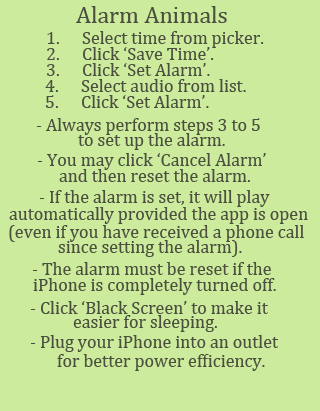 Alarm Animals
1. Select time from picker.
2. Click ‘Save Time’.
3. Click ‘Set Alarm’.
4. Select audio from list.
5. Click ‘Set Alarm’.
- Always perform steps 3 to 5
to set up the alarm.
- You may click ‘Cancel Alarm’
and then reset the alarm.
- If the alarm is set, it will play
automatically provided the app is open
(even if you have received a phone call
since setting the alarm).
- The alarm must be reset if the
iPhone is completely turned off.
- Click ‘Black Screen’ to make it
easier for sleeping.
- Plug your iPhone into an outlet
for better power efficiency.